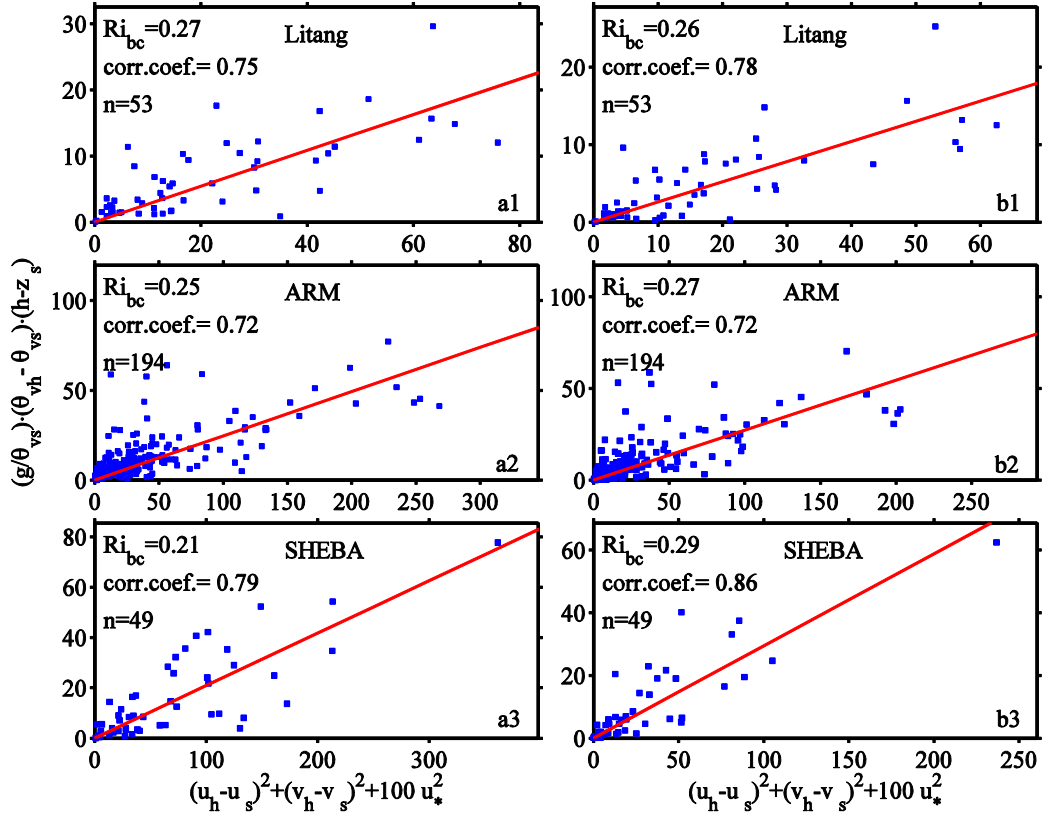 Ri_bc=0.27
Litang
corr.coef.= 0.75
n=53
a1
30
20
10
0
0 20 40 60 80
Ri_bc=0.26
Litang
corr.coef.= 0.78
n=53
b1
20
10
0
0 10 20 30 40 50 60
(g/θ_vs)·(θ_vh- θ_vs)·(h-z_s)
Ri_bc=0.25
ARM
corr.coef.= 0.72
n=194
a2
100
50
0
0 50 100 150 200 250 300
Ri_bc=0.27
ARM
corr.coef.= 0.72
n=194
b2
100
50
0
0 50 100 150 200 250
Ri_bc=0.21
SHEBA
corr.coef.= 0.79
n=49
a3
80
60
40
20
0
0 100 200 300
(u_h-u_s)^2+(v_h-v_s)^2+100 u_*^2
Ri_bc=0.29
SHEBA
corr.coef.= 0.86
n=49
b3
60
40
20
0
0 50 100 150 200 250
(u_h-u_s)^2+(v_h-v_s)^2+100 u_*^2